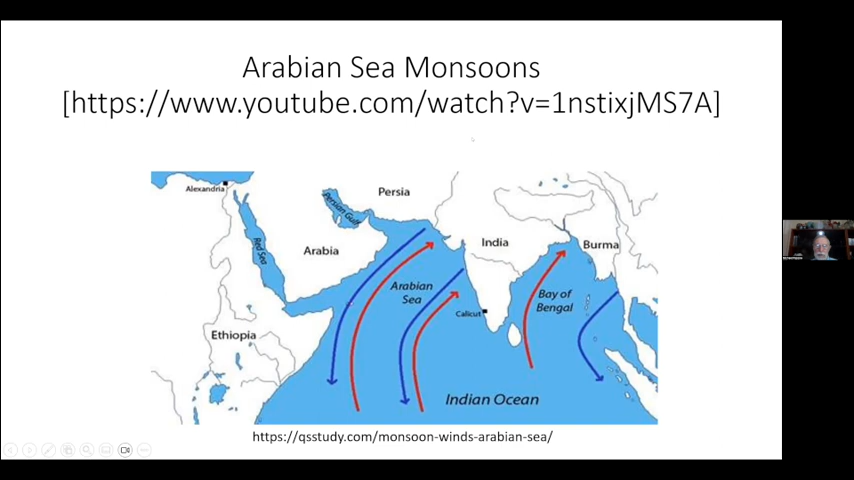 Arabian Sea Monsoons
[https://www.youtube.com/watch?v=1nstixjMS7A]
Alexandria
Persia
Persian Gulf
Red Sea
Arabia
India
Burma
Arabian
Sea
Bay of
Bengal
Calicut
Ethiopia
Indian Ocean
https://qsstudy.com/monsoon-winds-arabian-sea/